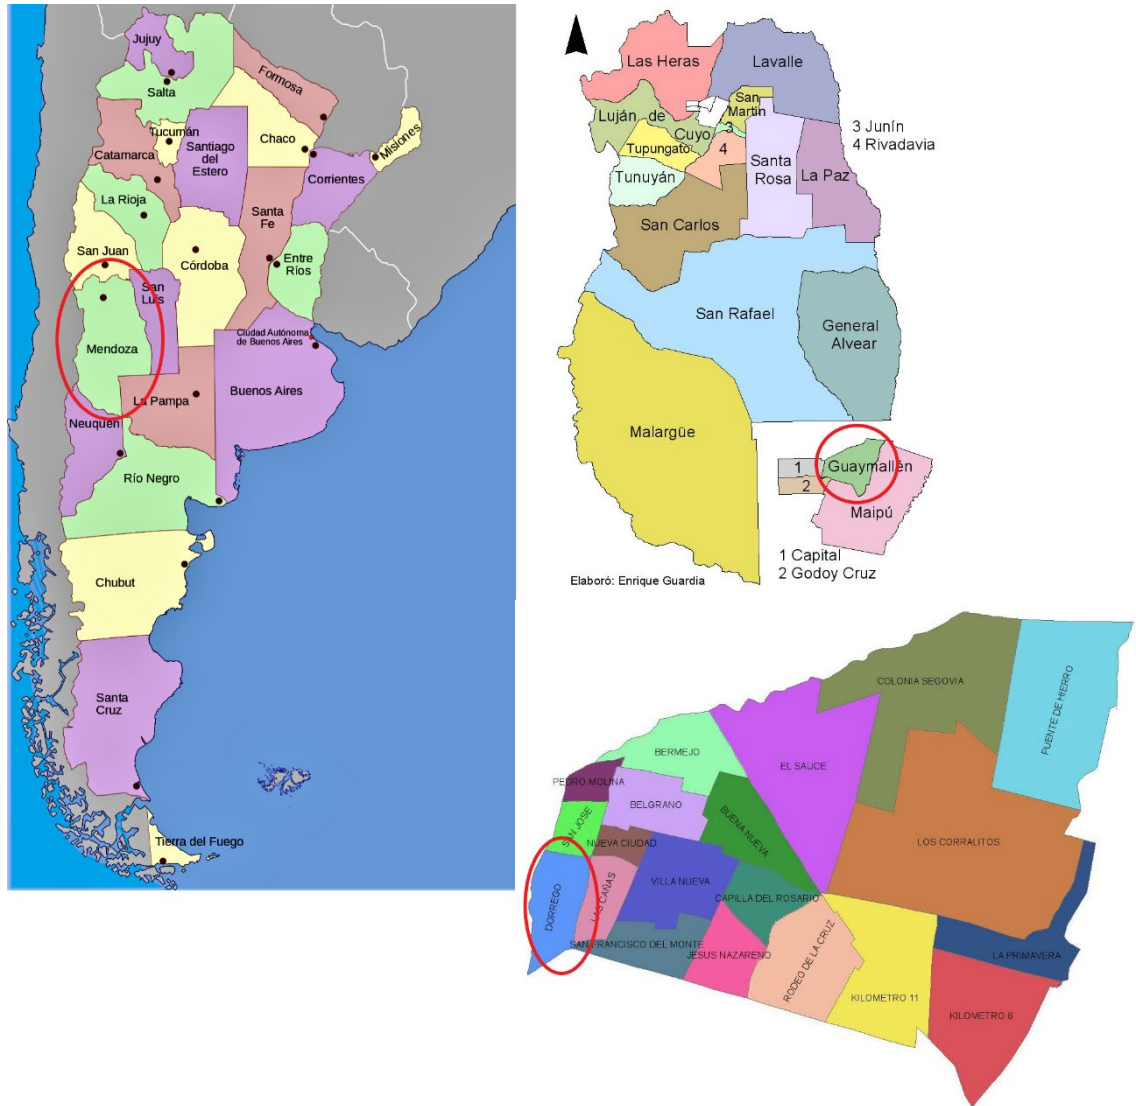 Jujuy
Salta
Formosa
Tucumán
Chaco
Misiones
Catamarca
Santiago
del
Estero
Corrientes
La Rioja
Santa
Fe
San Juan
Córdoba
Entre
Ríos
San
Luis
Mendoza
Ciudad Autónoma
de Buenos Aires
Buenos Aires
La Pampa
Neuquen
Río Negro
Chubut
Santa
Cruz
Tierra del Fuego
Las Heras
Lavalle
San
Martín
Luján de
Cuyo
3
3 Junín
4 Rivadavia
Tupungato
4
Tunuyán
Santa
Rosa
La Paz
San Carlos
San Rafael
General
Alvear
Malargüe
1
Guaymallén
2
Maipú
1 Capital
2 Godoy Cruz
Elaboró: Enrique Guardia
COLONIA SEGOVIA
PUENTE DE HIERRO
BERMEJO
EL SAUCE
PEDRO MOLINA
BELGRANO
SAN JOSE
BUENA NUEVA
NUEVA CIUDAD
LOS CORRALITOS
VILLA NUEVA
LAS CAÑAS
CAPILLA DEL ROSARIO
DORREGO
SAN FRANCISCO DEL MONTE
JESUS NAZARENO
RODEO DE LA CRUZ
LA PRIMAVERA
KILOMETRO 11
KILOMETRO 8